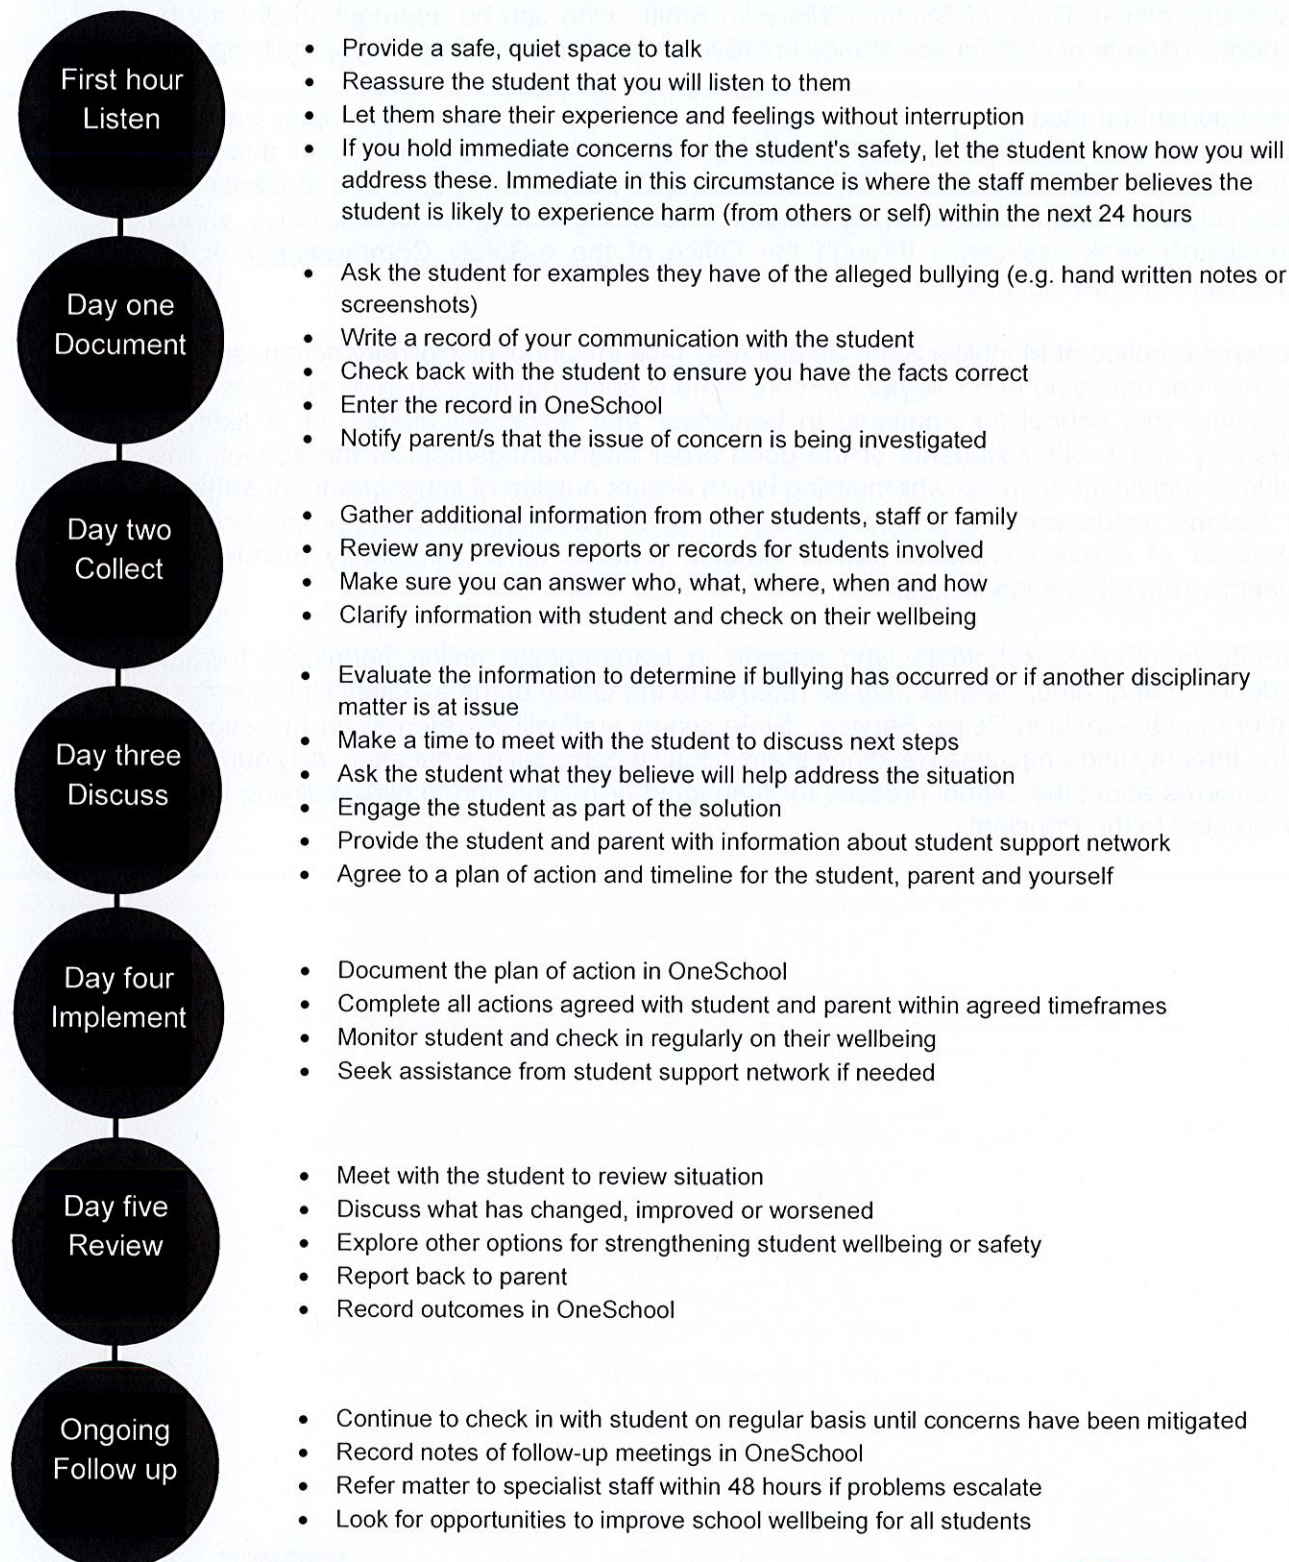 First hour
Listen
• Provide a safe, quiet space to talk
• Reassure the student that you will listen to them
• Let them share their experience and feelings without interruption
• If you hold immediate concerns for the student's safety, let the student know how you will
address these. Immediate in this circumstance is where the staff member believes the
student is likely to experience harm (from others or self) within the next 24 hours
Day one
Document
• Ask the student for examples they have of the alleged bullying (e.g. hand written notes or
screenshots)
• Write a record of your communication with the student
• Check back with the student to ensure you have the facts correct
• Enter the record in OneSchool
• Notify parent/s that the issue of concern is being investigated
Day two
Collect
• Gather additional information from other students, staff or family
• Review any previous reports or records for students involved
• Make sure you can answer who, what, where, when and how
• Clarify information with student and check on their wellbeing
Day three
Discuss
• Evaluate the information to determine if bullying has occurred or if another disciplinary
matter is at issue
• Make a time to meet with the student to discuss next steps
• Ask the student what they believe will help address the situation
• Engage the student as part of the solution
• Provide the student and parent with information about student support network
• Agree to a plan of action and timeline for the student, parent and yourself
Day four
Implement
• Document the plan of action in OneSchool
• Complete all actions agreed with student and parent within agreed timeframes
• Monitor student and check in regularly on their wellbeing
• Seek assistance from student support network if needed
Day five
Review
• Meet with the student to review situation
• Discuss what has changed, improved or worsened
• Explore other options for strengthening student wellbeing or safety
• Report back to parent
• Record outcomes in OneSchool
Ongoing
Follow up
• Continue to check in with student on regular basis until concerns have been mitigated
• Record notes of follow-up meetings in OneSchool
• Refer matter to specialist staff within 48 hours if problems escalate
• Look for opportunities to improve school wellbeing for all students